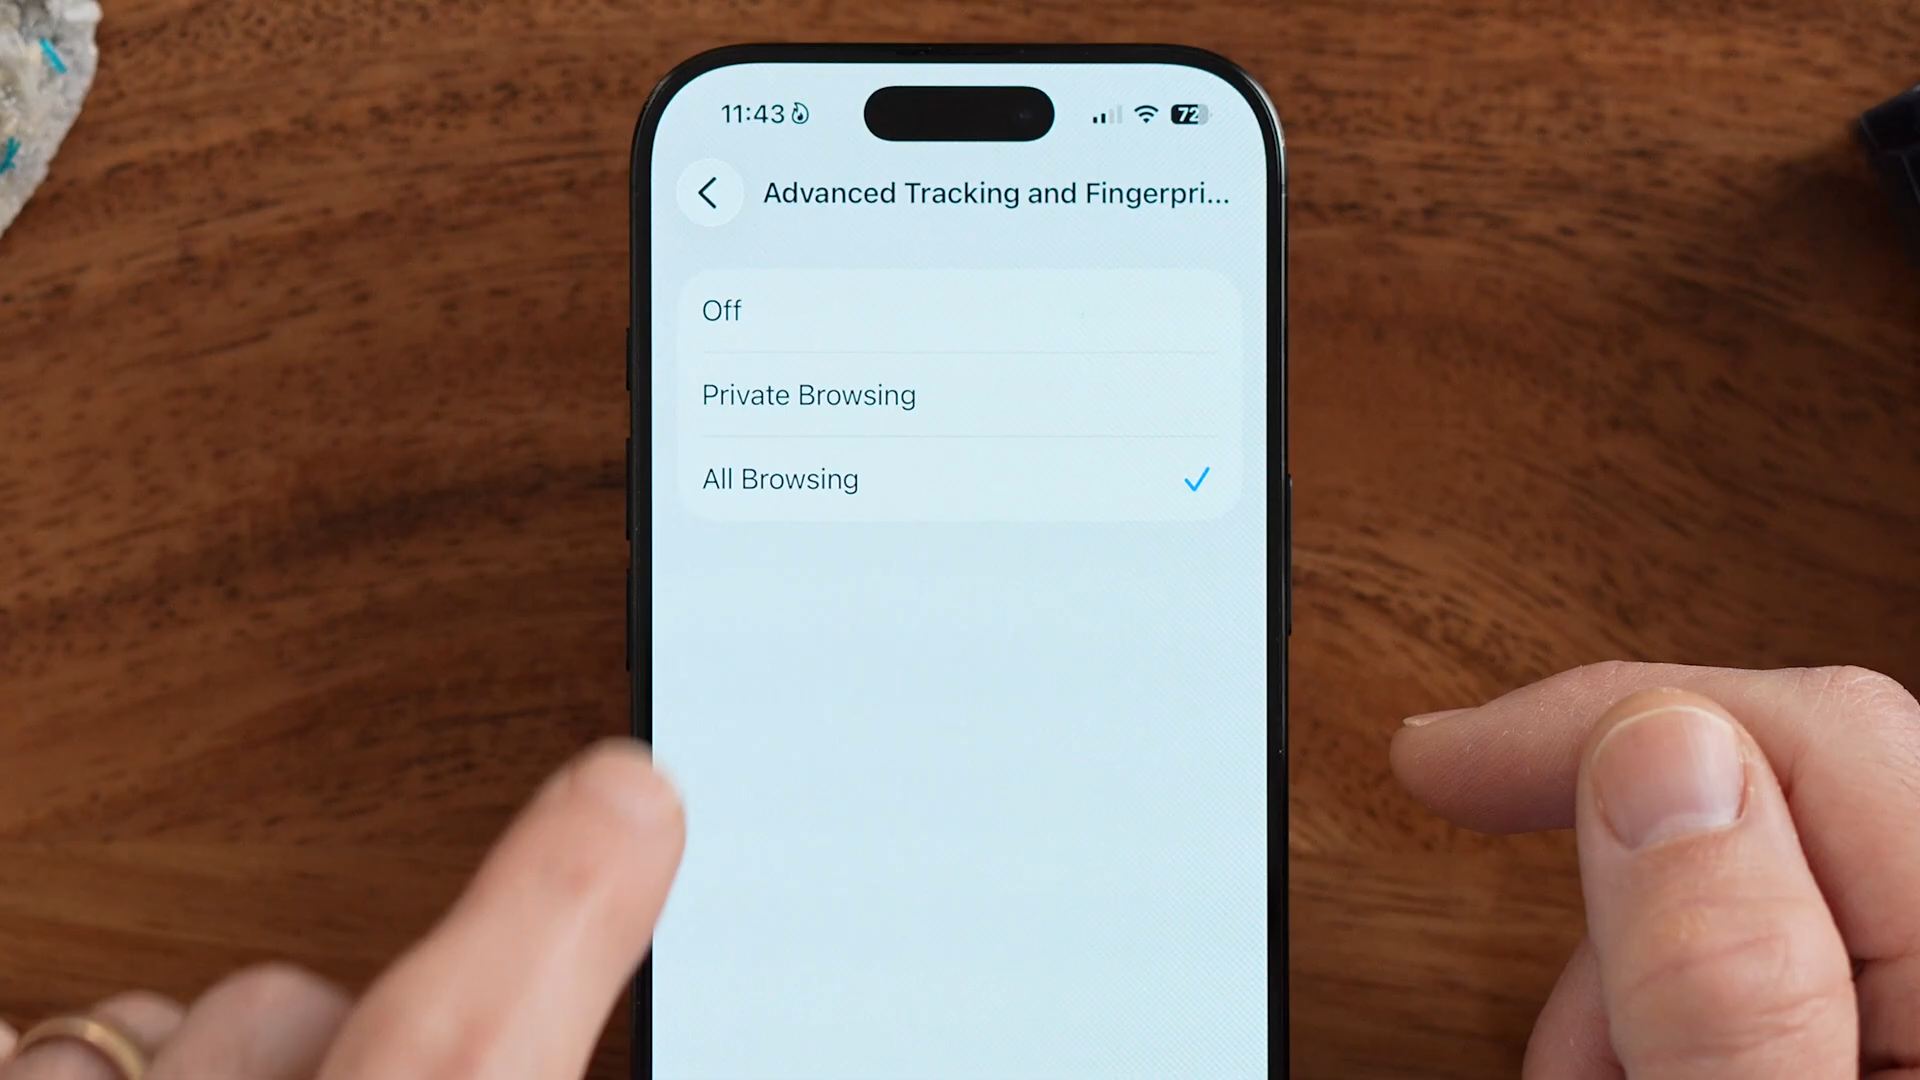 11:43
72
Advanced Tracking and Fingerpri...
Off
Private Browsing
All Browsing